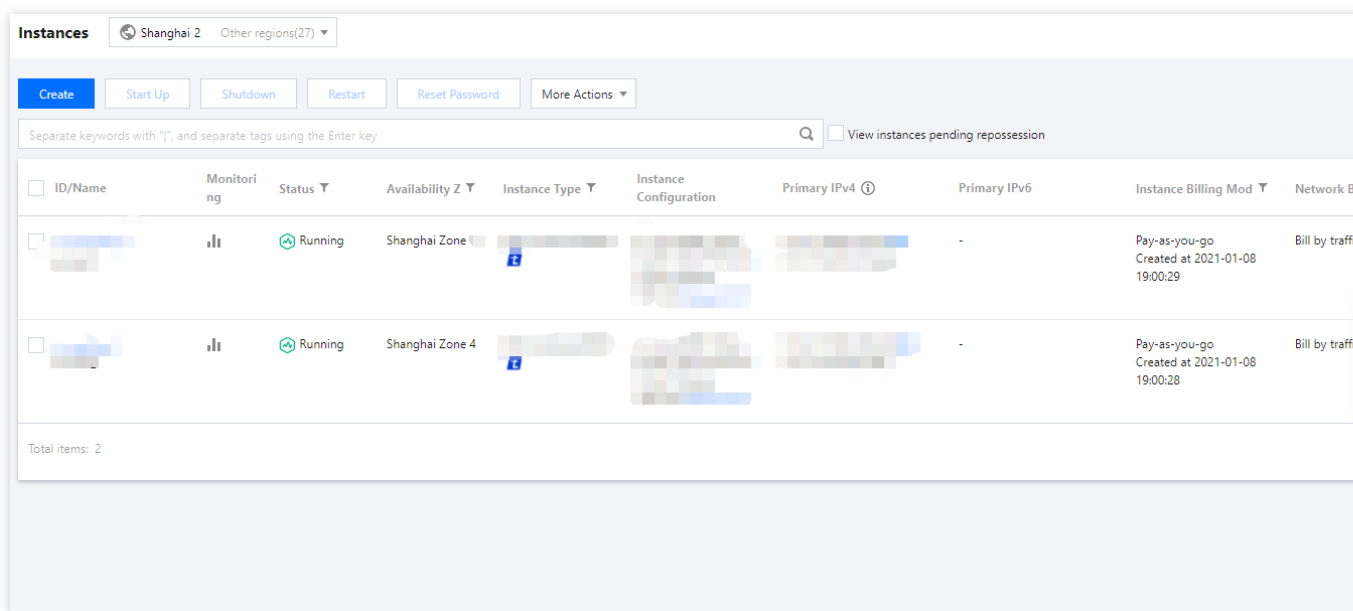 Instances
Shanghai 2 Other regions(27)
Create Start Up Shutdown Restart Reset Password More Actions
Separate keywords with "|", and separate tags using the Enter key
View instances pending repossession
ID/Name Monitori
ng Status Availability Z Instance Type Instance
Configuration Primary IPv4 Primary IPv6 Instance Billing Mod Network B
Running Shanghai Zone - Pay-as-you-go Bill by traffi
Created at 2021-01-08
19:00:29
Running Shanghai Zone 4 - Pay-as-you-go Bill by traffi
Created at 2021-01-08
19:00:28
Total items: 2